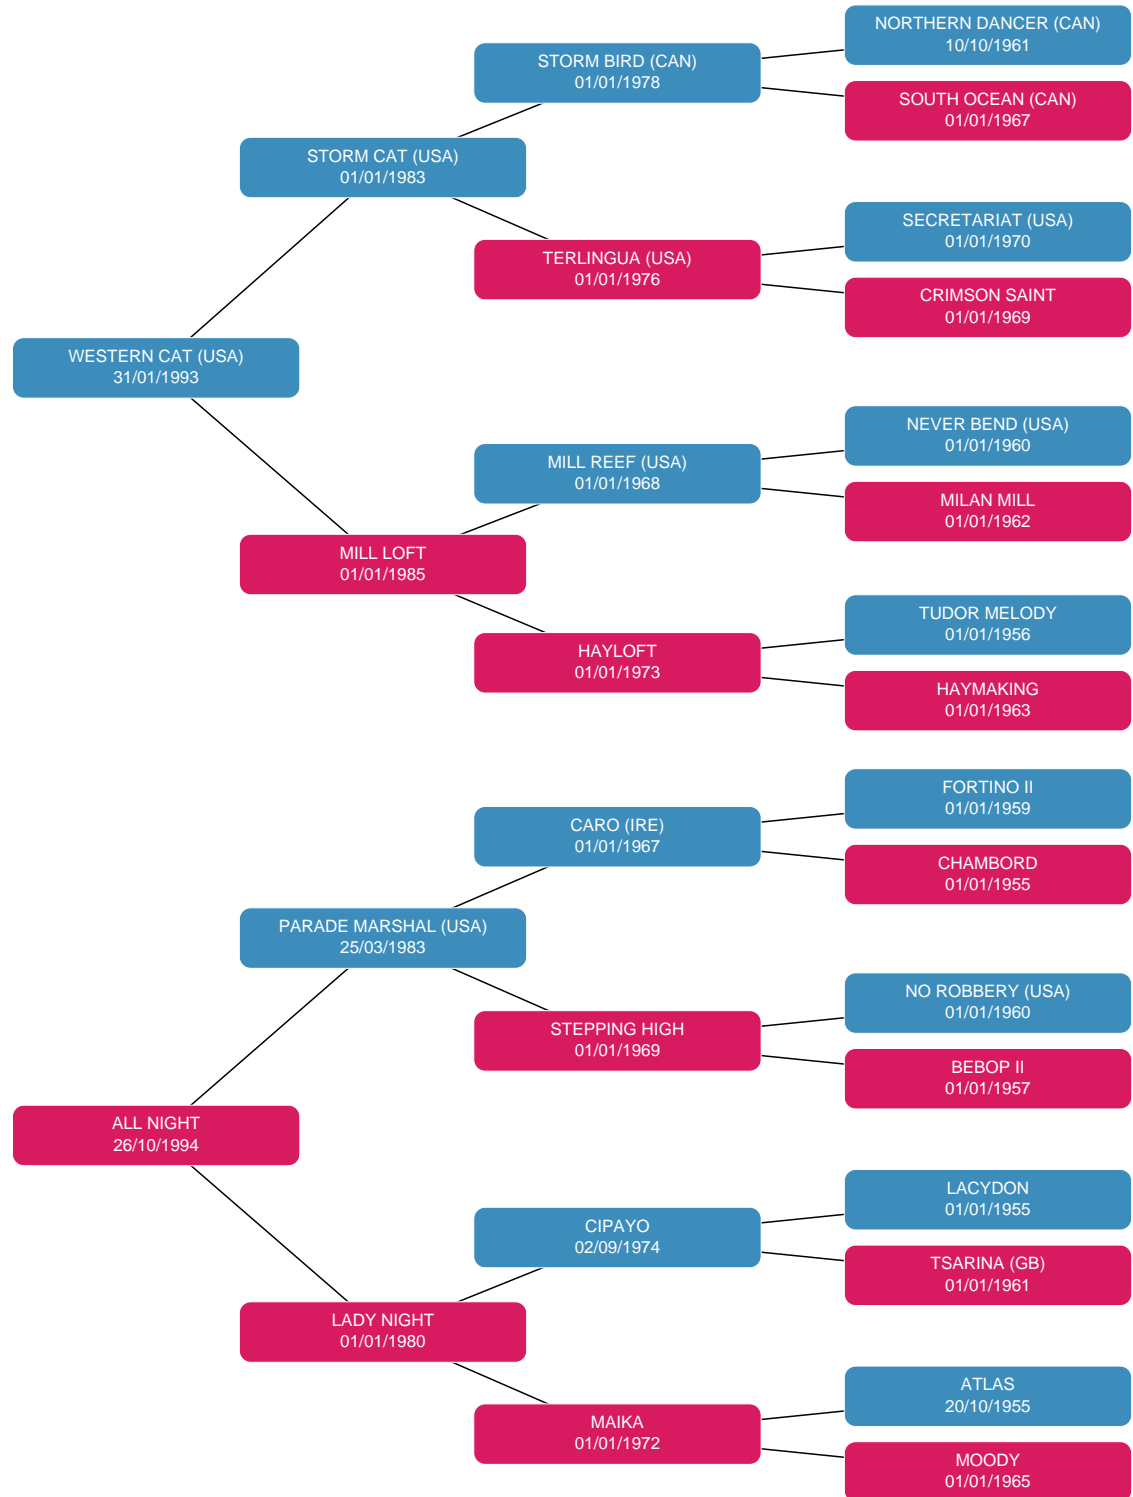 NORTHERN DANCER (CAN)
10/10/1961
STORM BIRD (CAN)
01/01/1978
SOUTH OCEAN (CAN)
01/01/1967
STORM CAT (USA)
01/01/1983
SECRETARIAT (USA)
01/01/1970
TERLINGUA (USA)
01/01/1976
CRIMSON SAINT
01/01/1969
WESTERN CAT (USA)
31/01/1993
NEVER BEND (USA)
01/01/1960
MILL REEF (USA)
01/01/1968
MILAN MILL
01/01/1962
MILL LOFT
01/01/1985
TUDOR MELODY
01/01/1956
HAYLOFT
01/01/1973
HAYMAKING
01/01/1963
FORTINO II
01/01/1959
CARO (IRE)
01/01/1967
CHAMBORD
01/01/1955
PARADE MARSHAL (USA)
25/03/1983
NO ROBBERY (USA)
01/01/1960
STEPPING HIGH
01/01/1969
BEBOP II
01/01/1957
ALL NIGHT
26/10/1994
LACYDON
01/01/1955
CIPAYO
02/09/1974
TSARINA (GB)
01/01/1961
LADY NIGHT
01/01/1980
ATLAS
20/10/1955
MAIKA
01/01/1972
MOODY
01/01/1965